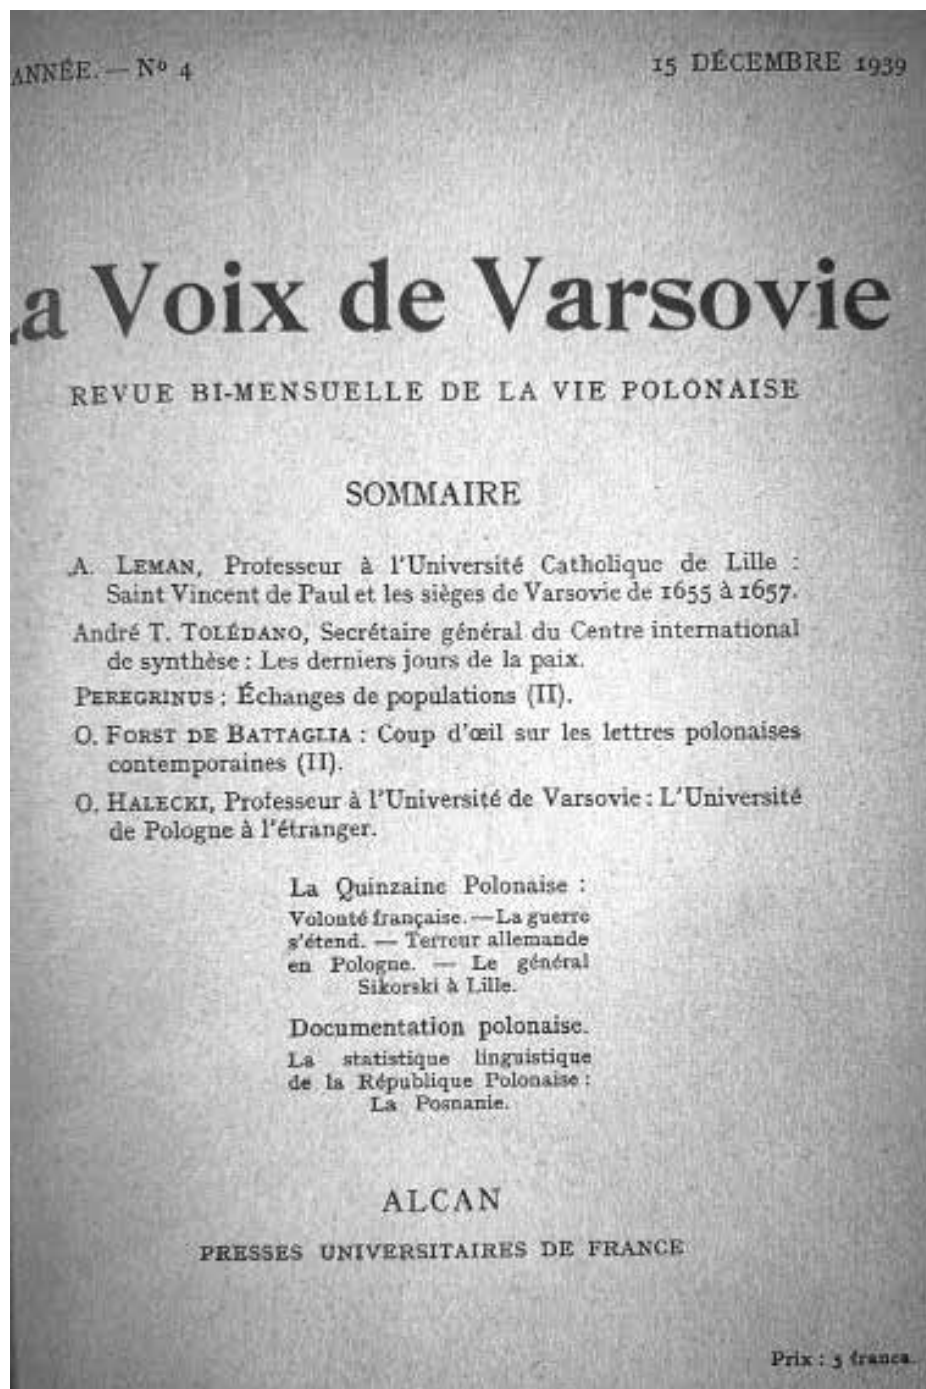 ANNÉE. — Nº 4
15 DÉCEMBRE 1939
La Voix de Varsovie
REVUE BI-MENSUELLE DE LA VIE POLONAISE
SOMMAIRE
A. LEMAN, Professeur à l'Université Catholique de Lille :
Saint Vincent de Paul et les sièges de Varsovie de 1655 à 1657.
André T. TOLÉDANO, Secrétaire général du Centre international
de synthèse : Les derniers jours de la paix.
PEREGRINUS : Échanges de populations (II).
O. FORST DE BATTAGLIA : Coup d'œil sur les lettres polonaises
contemporaines (II).
O. HALECKI, Professeur à l'Université de Varsovie : L'Université
de Pologne à l'étranger.
La Quinzaine Polonaise :
Volonté française. — La guerre
s'étend. — Terreur allemande
en Pologne. — Le général
Sikorski à Lille.
Documentation polonaise.
La statistique linguistique
de la République Polonaise :
La Posnanie.
ALCAN
PRESSES UNIVERSITAIRES DE FRANCE
Prix : 5 francs.